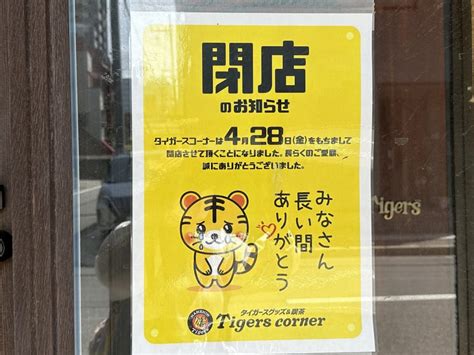 閉店
のお知らせ
タイガースコーナーは4月28日(金)をもちまして
閉店させて頂くことになりました。長らくのご愛顧、
誠にありがとうございました。
みなさん
長い間
ありがとう
タイガースグッズ&喫茶
Tigers corner
Tigers